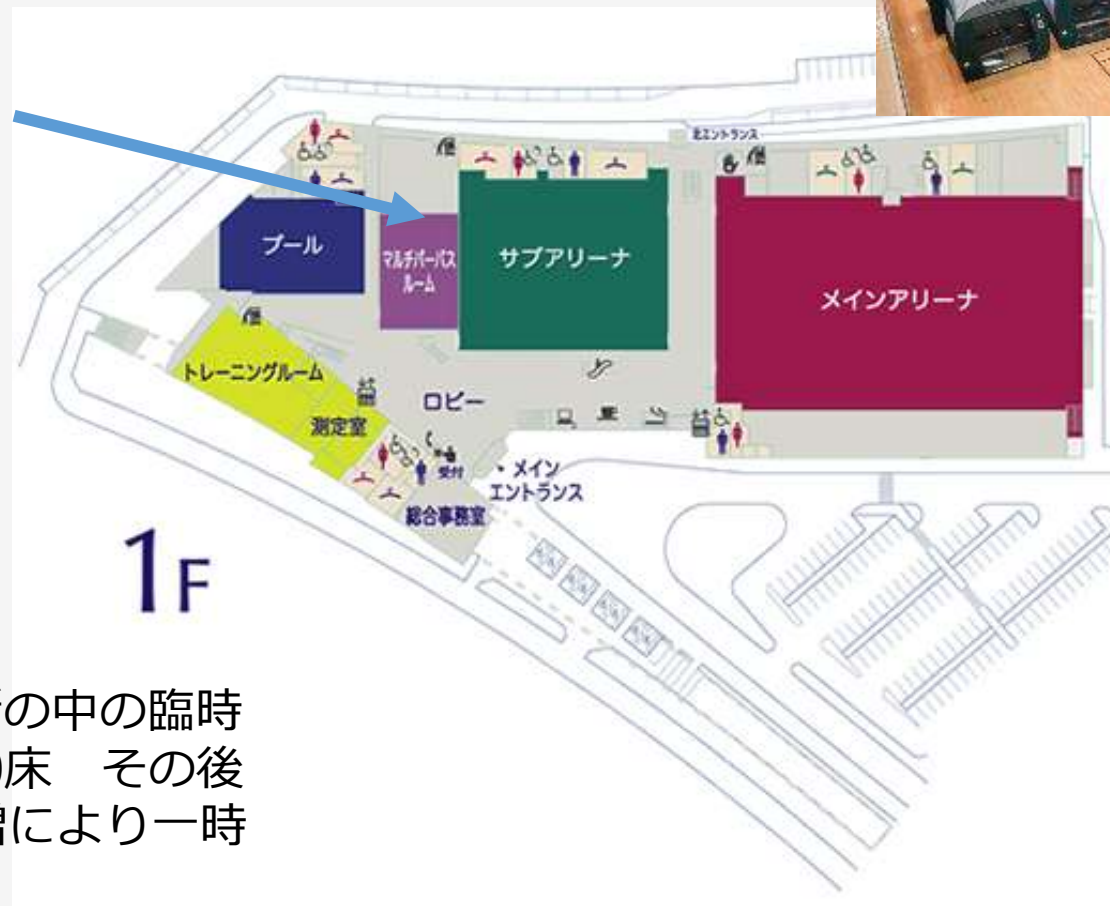 北エントランス
プール
マルチパーパス
ルーム
サブアリーナ
メインアリーナ
トレーニングルーム
測定室
ロビー
受付
・メイン
エントランス
総合事務室
1F
の中の臨時
床　その後
により一時